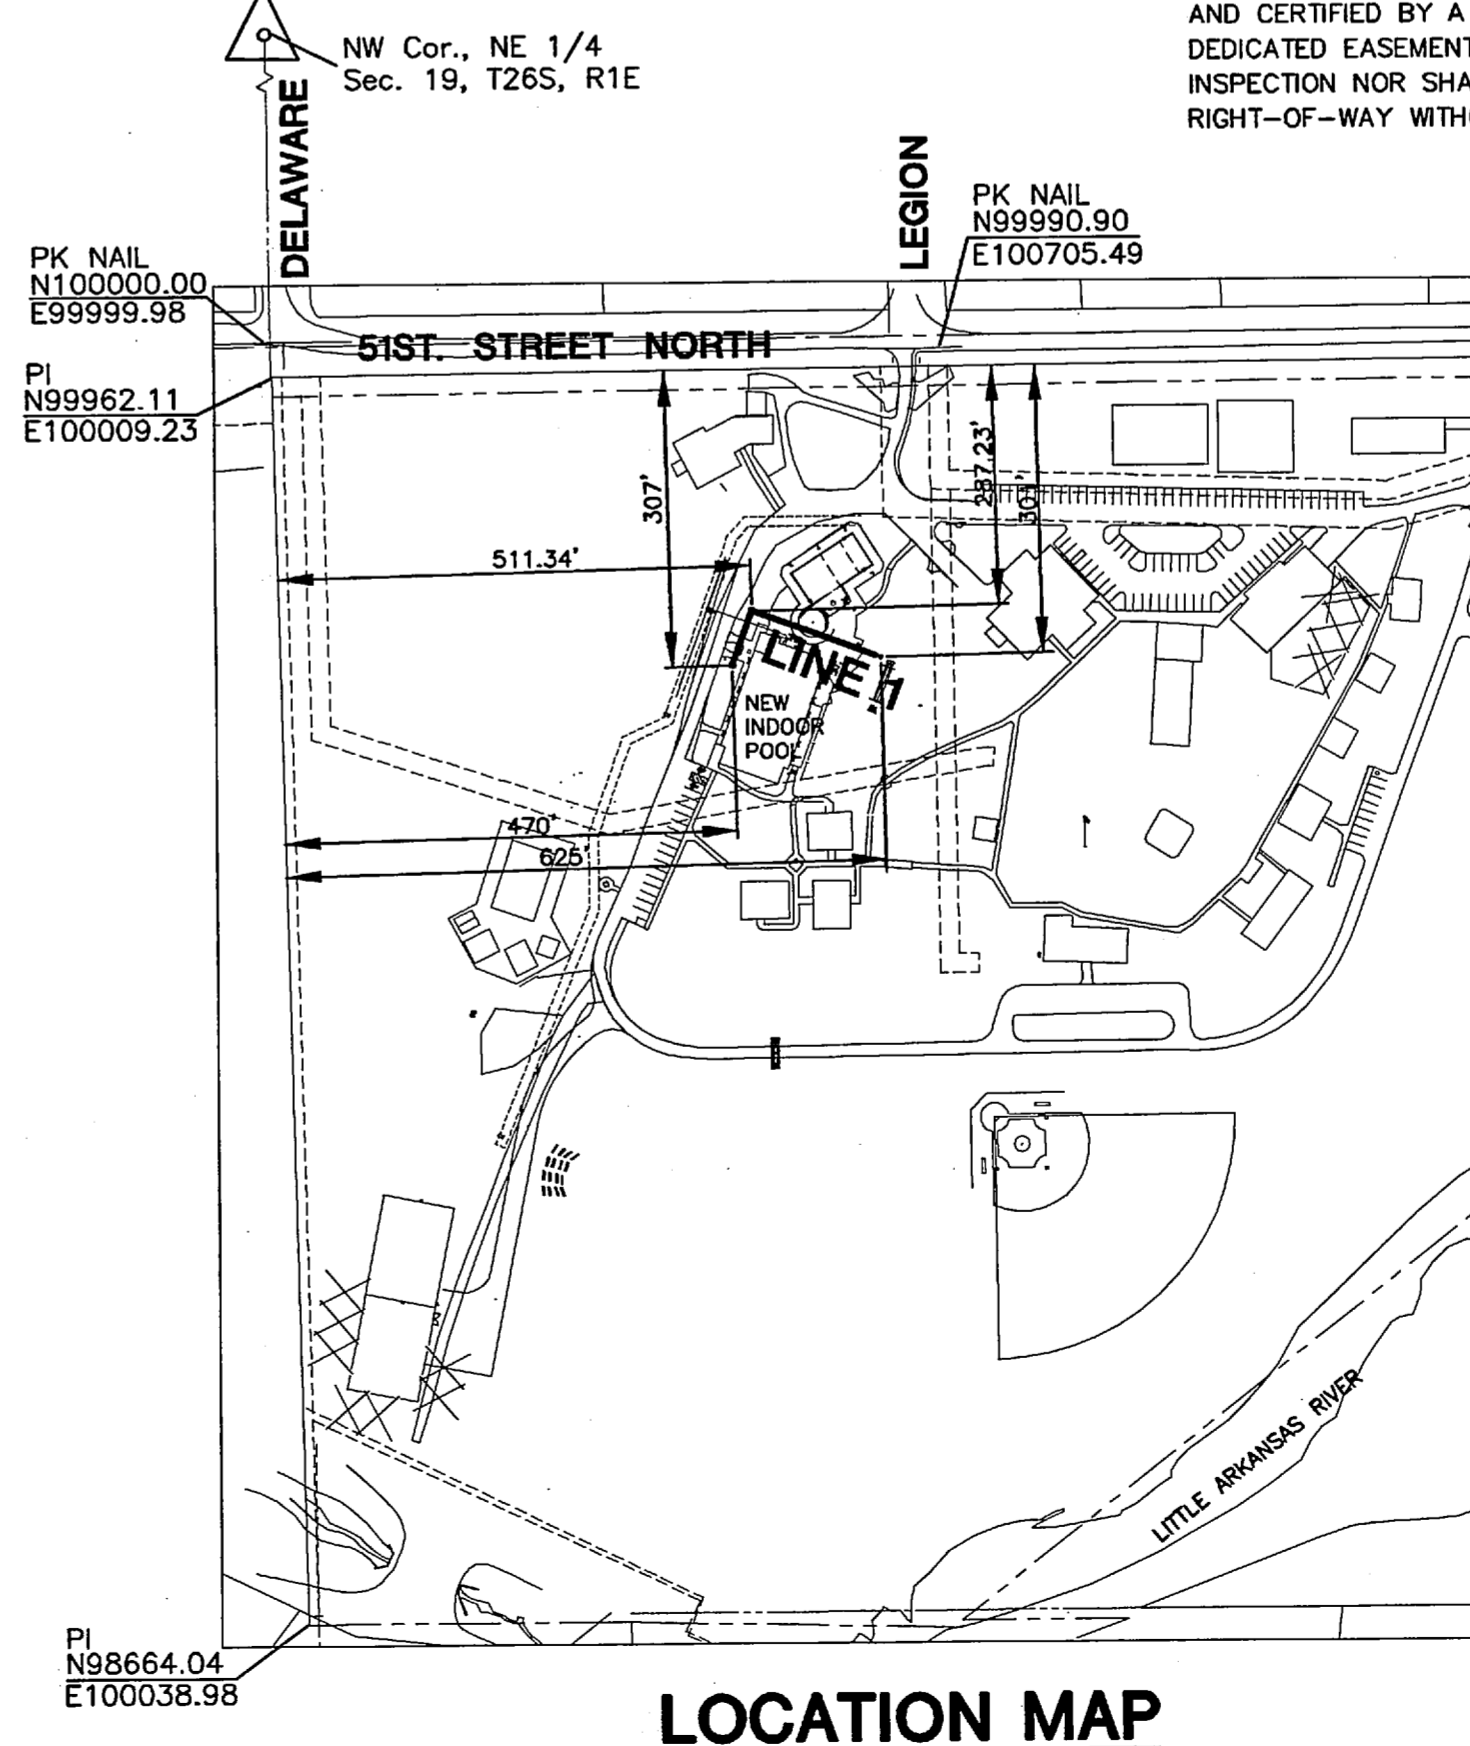 AND CERTIFIED BY A
DEDICATED EASEMENT
INSPECTION NOR SHA
RIGHT-OF-WAY WITH
NW Cor., NE 1/4
Sec. 19, T26S, R1E
DELAWARE
LEGION
PK NAIL
N99990.90
E100705.49
PK NAIL
N100000.00
E99999.98
51ST. STREET NORTH
PI
N99962.11
E100009.23
287.23'
307'
301'
511.34'
LINE 1
NEW
INDOOR
POOL
470'
625'
LITTLE ARKANSAS RIVER
PI
N98664.04
E100038.98
LOCATION MAP